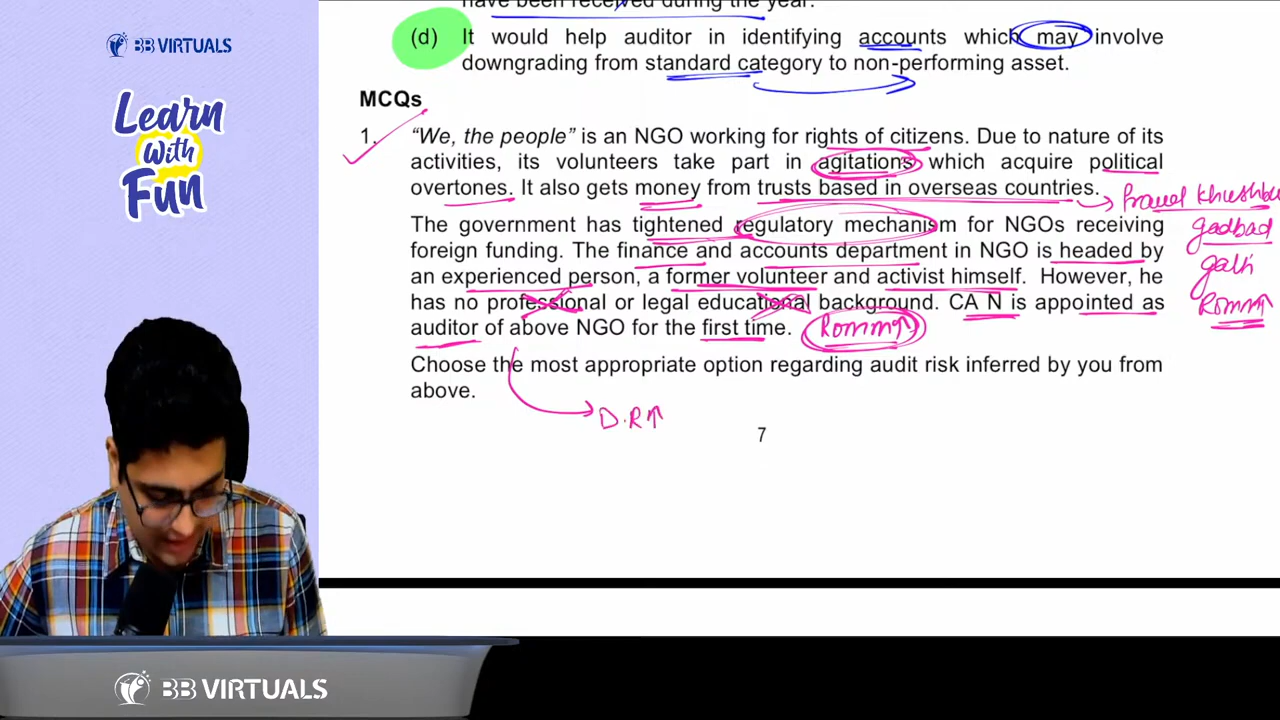 have been received during the year.
BB VIRTUALS
Learn
With
Fun
(d) It would help auditor in identifying accounts which may involve
downgrading from standard category to non-performing asset.
MCQs
1. “We, the people” is an NGO working for rights of citizens. Due to nature of its
activities, its volunteers take part in agitations which acquire political
overtones. It also gets money from trusts based in overseas countries.
The government has tightened regulatory mechanism for NGOs receiving
foreign funding. The finance and accounts department in NGO is headed by
an experienced person, a former volunteer and activist himself. However, he
has no professional or legal educational background. CA N is appointed as
auditor of above NGO for the first time.
gadbad
Romm↑
Romm↑
Choose the most appropriate option regarding audit risk inferred by you from
above.
D.R↑
7
BB VIRTUALS